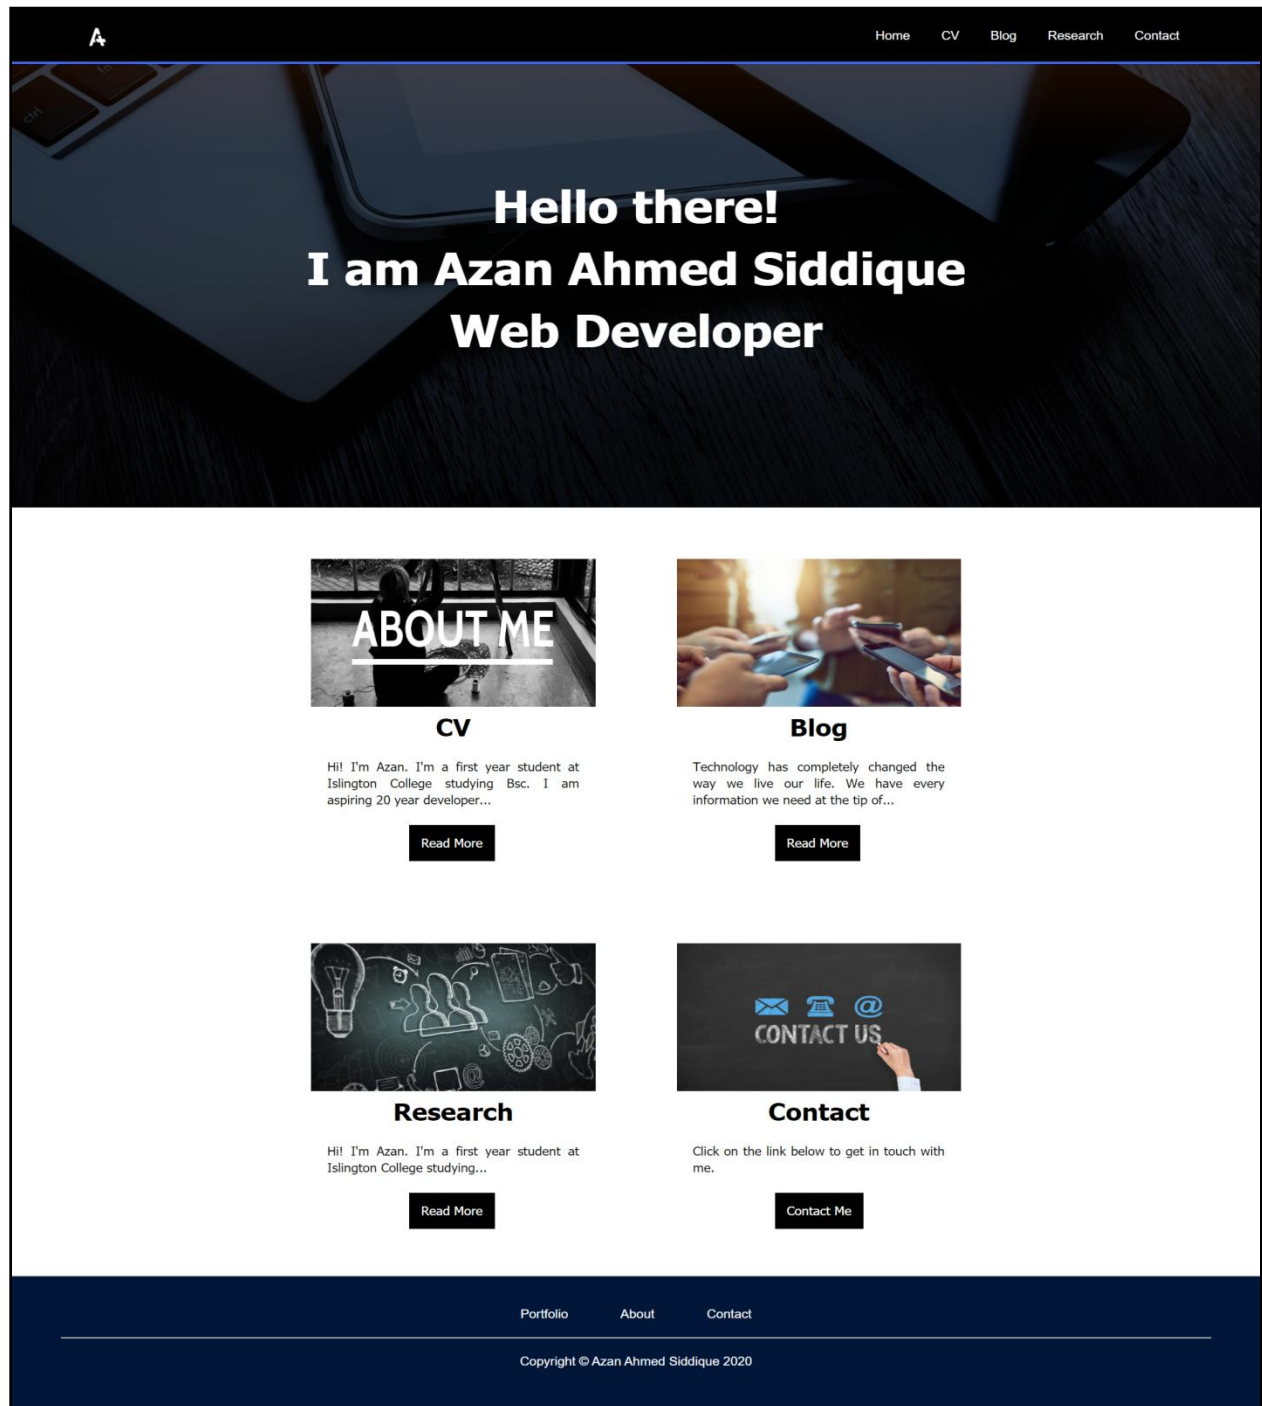 A
Home CV Blog Research Contact
ctrl
Hello there!
I am Azan Ahmed Siddique
Web Developer
ABOUT ME
CV
Hi! I'm Azan. I'm a first year student at
Islington College studying Bsc. I am
aspiring 20 year developer...
Read More
Blog
Technology has completely changed the
way we live our life. We have every
information we need at the tip of...
Read More
Research
Hi! I'm Azan. I'm a first year student at
Islington College studying...
Read More
@
CONTACT US
Contact
Click on the link below to get in touch with
me.
Contact Me
Portfolio About Contact
Copyright © Azan Ahmed Siddique 2020